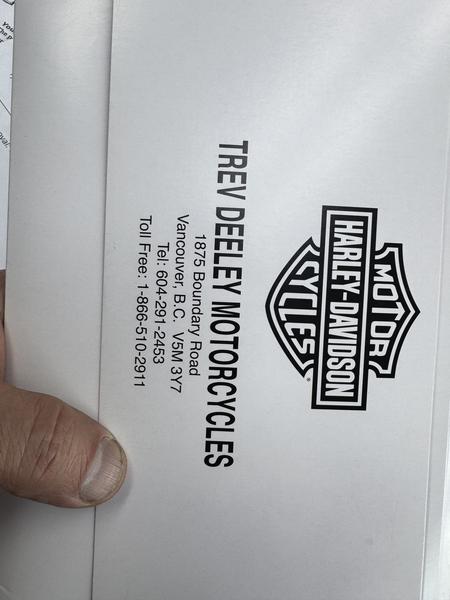 MOTOR
HARLEY-DAVIDSON
CYCLES
TREV DEELEY MOTORCYCLES
1875 Boundary Road
Vancouver, B.C. V5M 3Y7
Tel: 604-291-2453
Toll Free: 1-866-510-2911